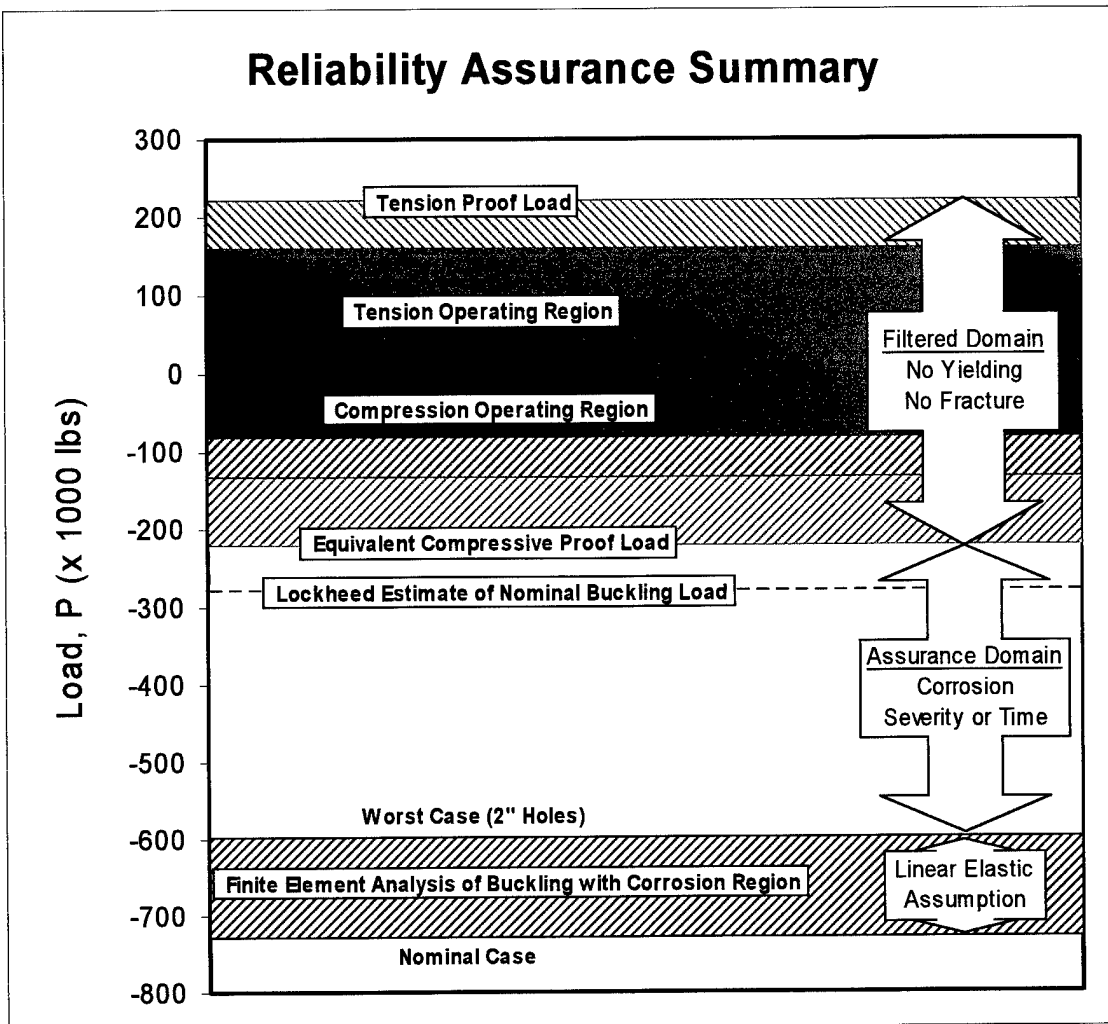 Reliability Assurance Summary
Load, P (x 1000 lbs)
300
200
100
0
-100
-200
-300
-400
-500
-600
-700
-800
Tension Proof Load
Tension Operating Region
Compression Operating Region
Equivalent Compressive Proof Load
Lockheed Estimate of Nominal Buckling Load
Worst Case (2" Holes)
Finite Element Analysis of Buckling with Corrosion Region
Nominal Case
Filtered Domain
No Yielding
No Fracture
Assurance Domain
Corrosion
Severity or Time
Linear Elastic
Assumption